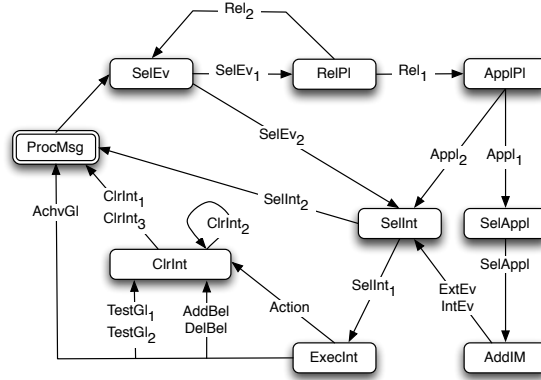 Rel2
SelEv
SelEv1
RelPl
Rel1
ApplPl
ProcMsg
SelEv2
Appl2
Appl1
AchvGl
ClrInt1
ClrInt3
ClrInt2
SelInt2
SelInt
SelAppl
ClrInt
SelInt1
SelAppl
TestGl1
TestGl2
AddBel
DelBel
Action
ExtEv
IntEv
ExecInt
AddIM